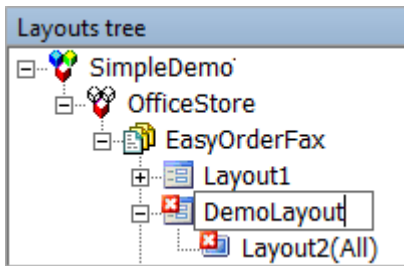 Layouts tree
SimpleDemo
OfficeStore
EasyOrderFax
Layout1
DemoLayout
Layout2(All)